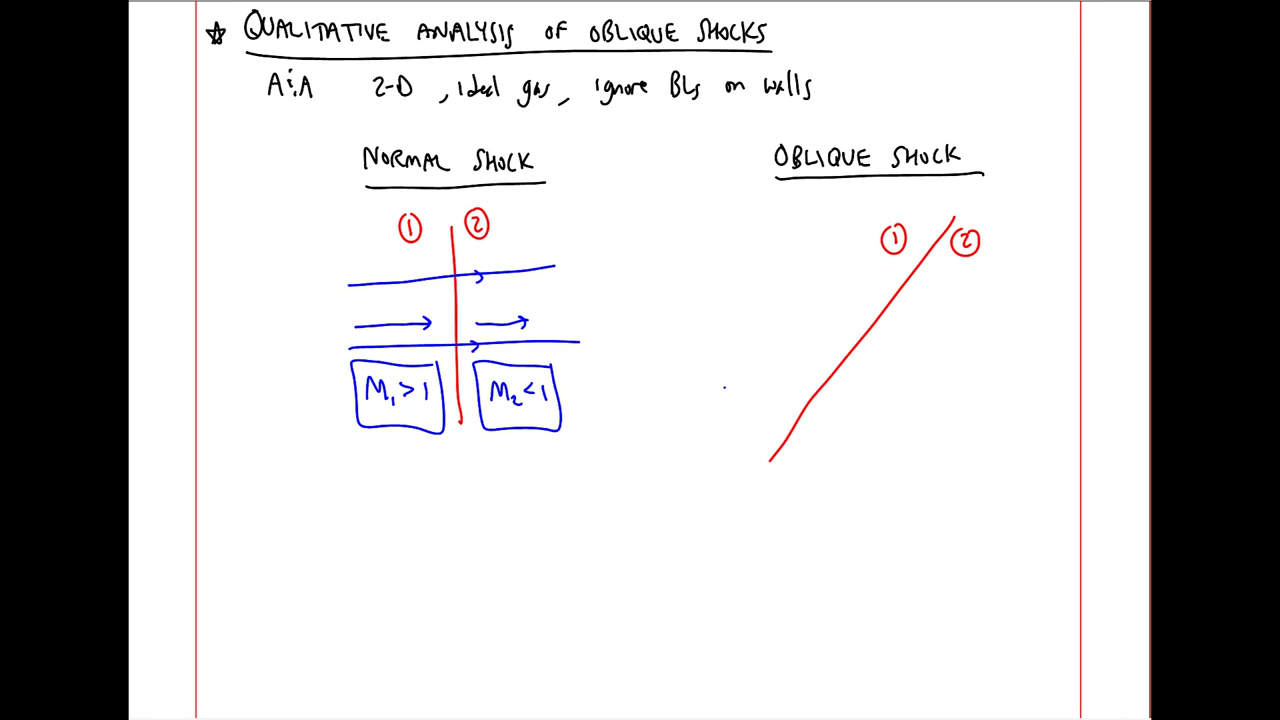 ☆ QUALITATIVE ANALYSIS OF OBLIQUE SHOCKS
A:A 2-D, ideal gas, ignore BLs on walls
NORMAL SHOCK
① ②
M₁ > 1 M₂ < 1
OBLIQUE SHOCK
① ②